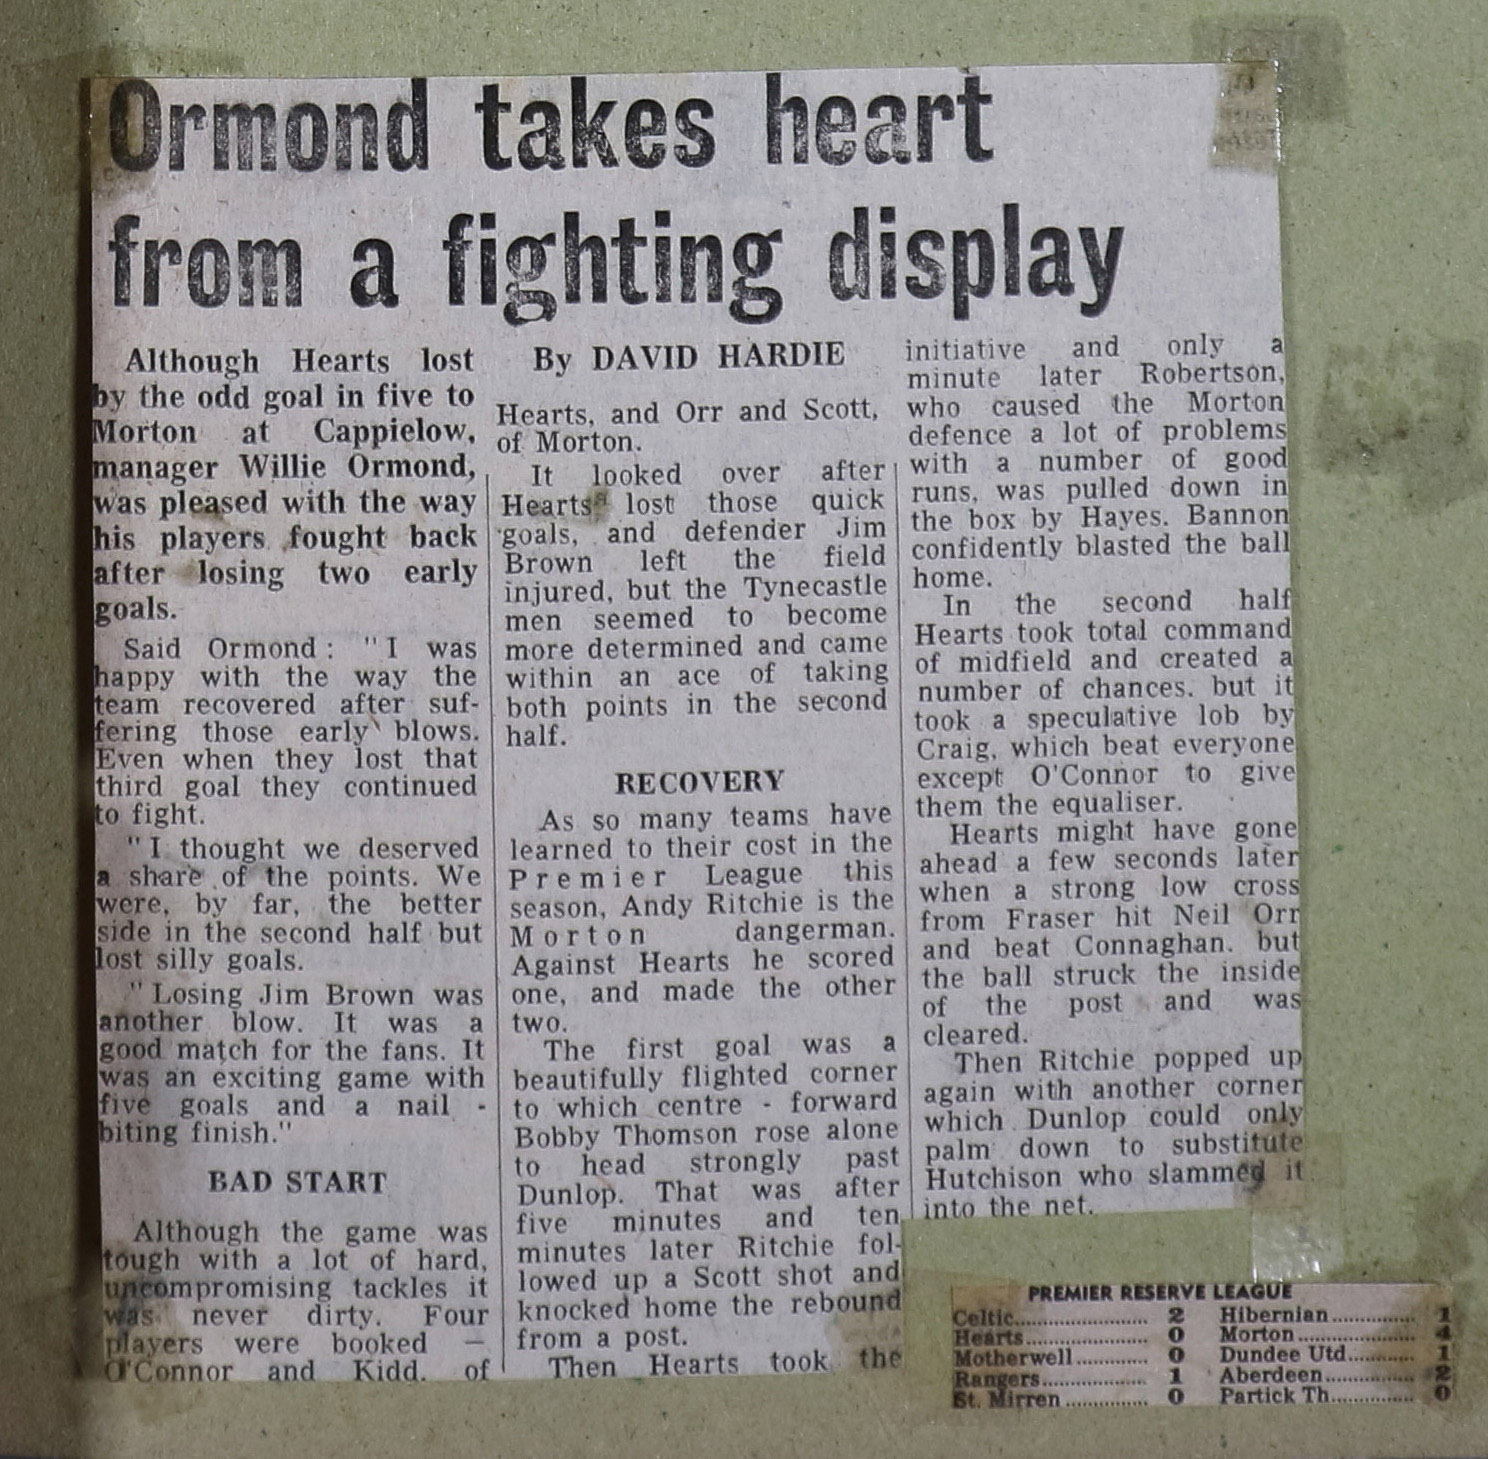 Ormond takes heart
from a fighting display
Although Hearts lost
by the odd goal in five to
Morton at Cappielow,
manager Willie Ormond,
was pleased with the way
his players fought back
after losing two early
goals.
Said Ormond : "I was
happy with the way the
team recovered after suf-
fering those early blows.
Even when they lost that
third goal they continued
to fight.
"I thought we deserved
a share of the points. We
were, by far, the better
side in the second half but
lost silly goals.
"Losing Jim Brown was
another blow. It was a
good match for the fans. It
was an exciting game with
five goals and a nail -
biting finish."
BAD START
Although the game was
tough with a lot of hard,
uncompromising tackles it
was never dirty. Four
players were booked —
O'Connor and Kidd. of
By DAVID HARDIE
Hearts, and Orr and Scott,
of Morton.
It looked over after
Hearts lost those quick
goals, and defender Jim
Brown left the field
injured, but the Tynecastle
men seemed to become
more determined and came
within an ace of taking
both points in the second
half.
RECOVERY
As so many teams have
learned to their cost in the
Premier League this
season, Andy Ritchie is the
Morton dangerman.
Against Hearts he scored
one, and made the other
two.
The first goal was a
beautifully flighted corner
to which centre - forward
Bobby Thomson rose alone
to head strongly past
Dunlop. That was after
five minutes and ten
minutes later Ritchie fol-
lowed up a Scott shot and
knocked home the rebound
from a post.
Then Hearts took the
initiative and only a
minute later Robertson,
who caused the Morton
defence a lot of problems
with a number of good
runs, was pulled down in
the box by Hayes. Bannon
confidently blasted the ball
home.
In the second half
Hearts took total command
of midfield and created a
number of chances. but it
took a speculative lob by
Craig, which beat everyone
except O'Connor to give
them the equaliser.
Hearts might have gone
ahead a few seconds later
when a strong low cross
from Fraser hit Neil Orr
and beat Connaghan. but
the ball struck the inside
of the post and was
cleared.
Then Ritchie popped up
again with another corner
which Dunlop could only
palm down to substitute
Hutchison who slammed it
into the net.
PREMIER RESERVE LEAGUE
Celtic.................... 2 Hibernian............ 1
Hearts.................... 0 Morton................ 4
Motherwell............ 0 Dundee Utd.......... 1
Rangers.................. 1 Aberdeen............. 2
St. Mirren.............. 0 Partick Th............ 0